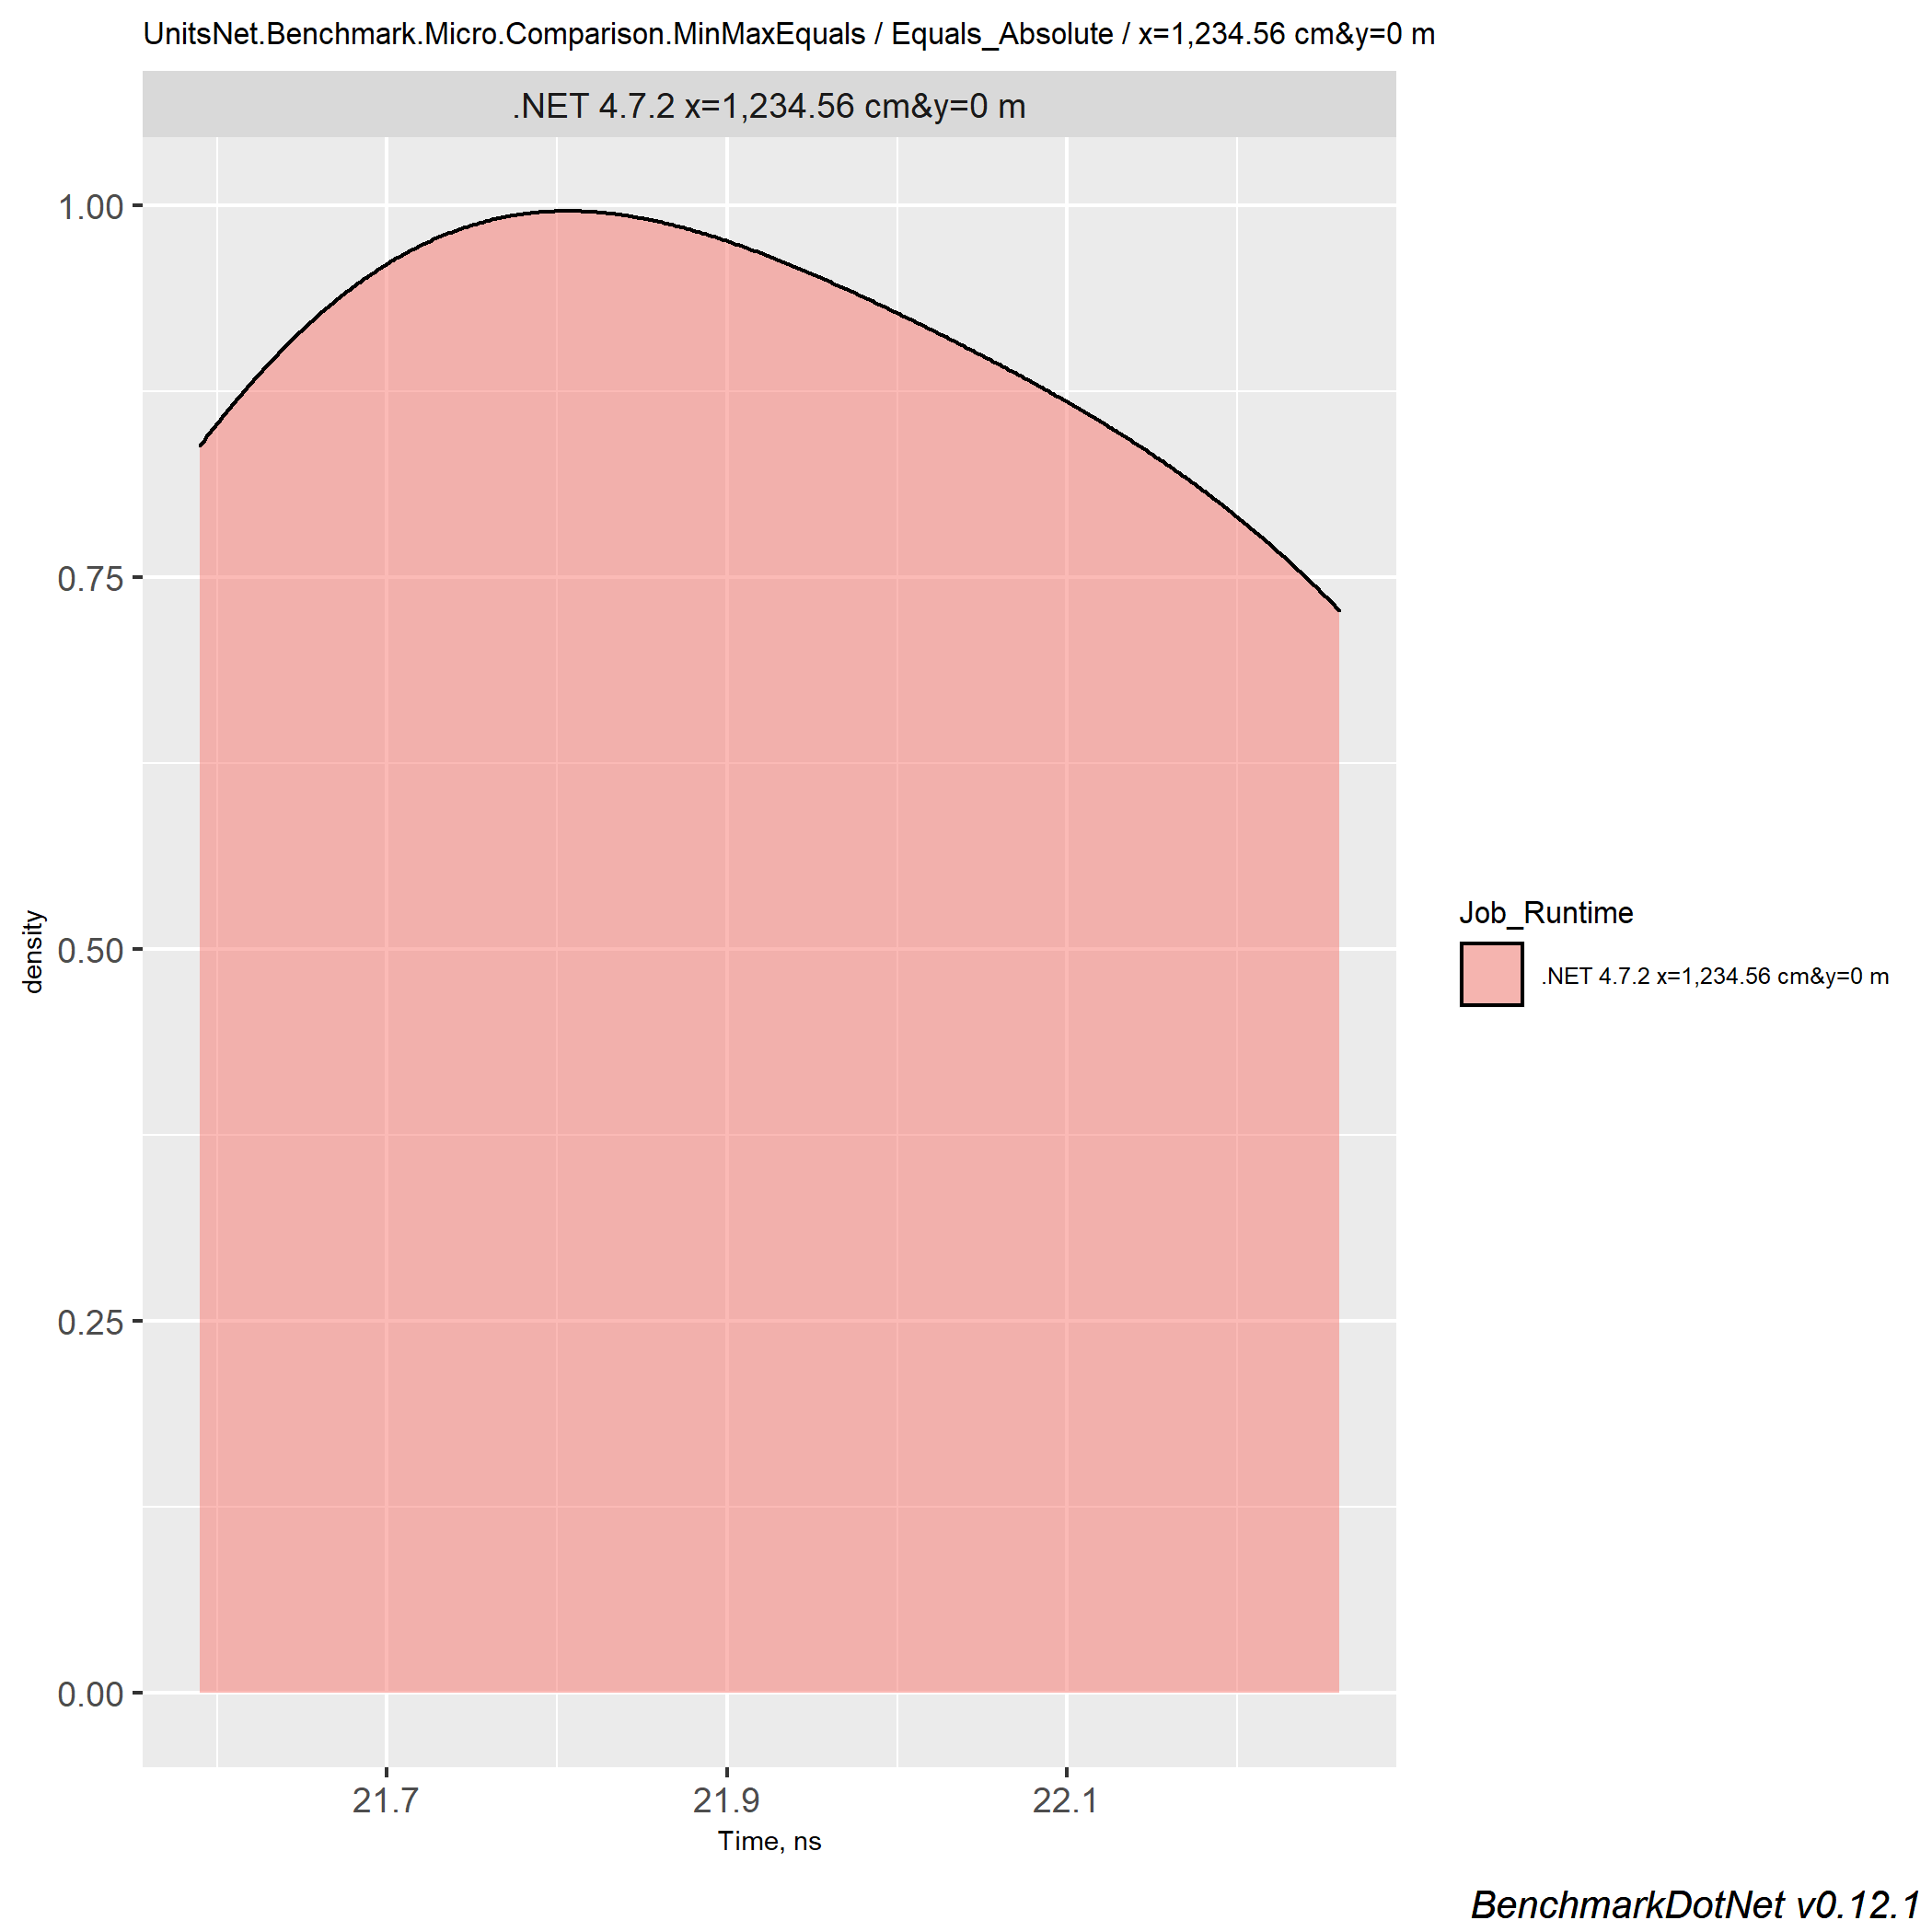 UnitsNet.Benchmark.Micro.Comparison.MinMaxEquals / Equals_Absolute / x=1,234.56 cm&y=0 m
.NET 4.7.2 x=1,234.56 cm&y=0 m
1.00
0.75
0.50
0.25
0.00
density
21.7 21.9 22.1
Time, ns
Job_Runtime
.NET 4.7.2 x=1,234.56 cm&y=0 m
BenchmarkDotNet v0.12.1